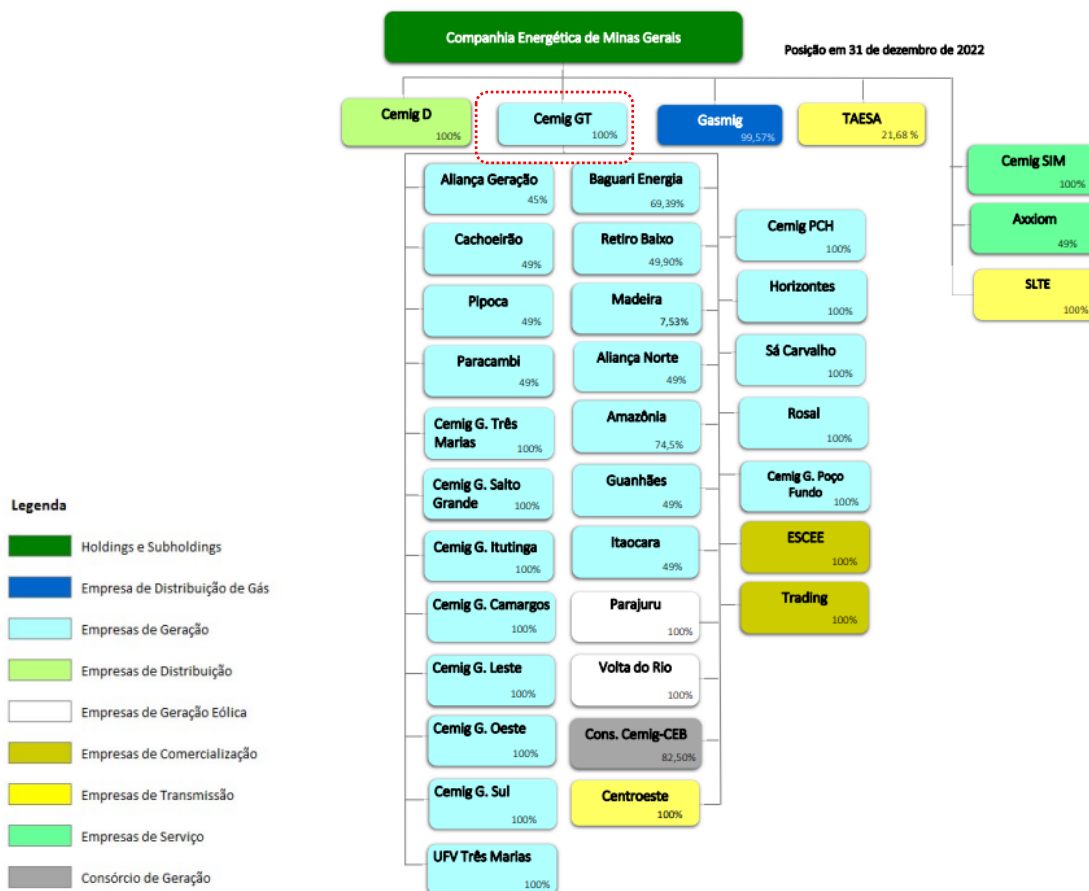 Companhia Energética de Minas Gerais
Posição em 31 de dezembro de 2022
Cemig D
100%
Cemig GT
100%
Gasmig
99,57%
TAESA
21,68 %
Cemig SIM
100%
Axxiom
49%
SLTE
100%
Aliança Geração
45%
Cachoeirão
49%
Pipoca
49%
Paracambi
49%
Cemig G. Três
Marias
100%
Cemig G. Salto
Grande
100%
Cemig G. Itutinga
100%
Cemig G. Camargos
100%
Cemig G. Leste
100%
Cemig G. Oeste
100%
Cemig G. Sul
100%
UFV Três Marias
100%
Baguari Energia
69,39%
Retiro Baixo
49,90%
Madeira
7,53%
Aliança Norte
49%
Amazônia
74,5%
Guanhães
49%
Itaocara
49%
Parajuru
100%
Volta do Rio
100%
Cons. Cemig-CEB
82,50%
Centroeste
100%
Cemig PCH
100%
Horizontes
100%
Sá Carvalho
100%
Rosal
100%
Cemig G. Poço
Fundo
100%
ESCEE
100%
Trading
100%
Legenda
Holdings e Subholdings
Empresa de Distribuição de Gás
Empresas de Geração
Empresas de Distribuição
Empresas de Geração Eólica
Empresas de Comercialização
Empresas de Transmissão
Empresas de Serviço
Consórcio de Geração